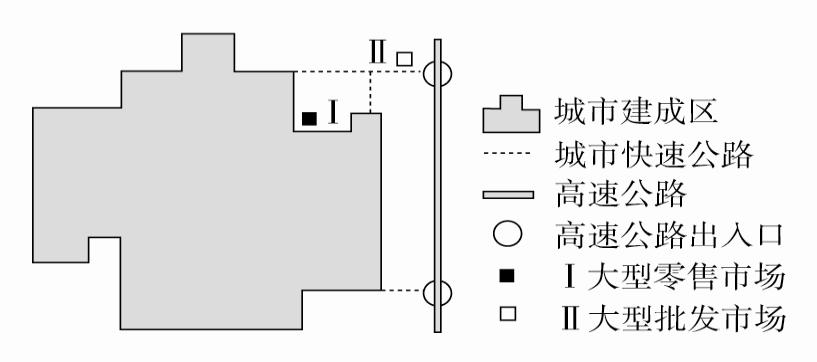 Ⅱ
Ⅰ
城市建成区
城市快速公路
高速公路
高速公路出入口
Ⅰ大型零售市场
Ⅱ大型批发市场